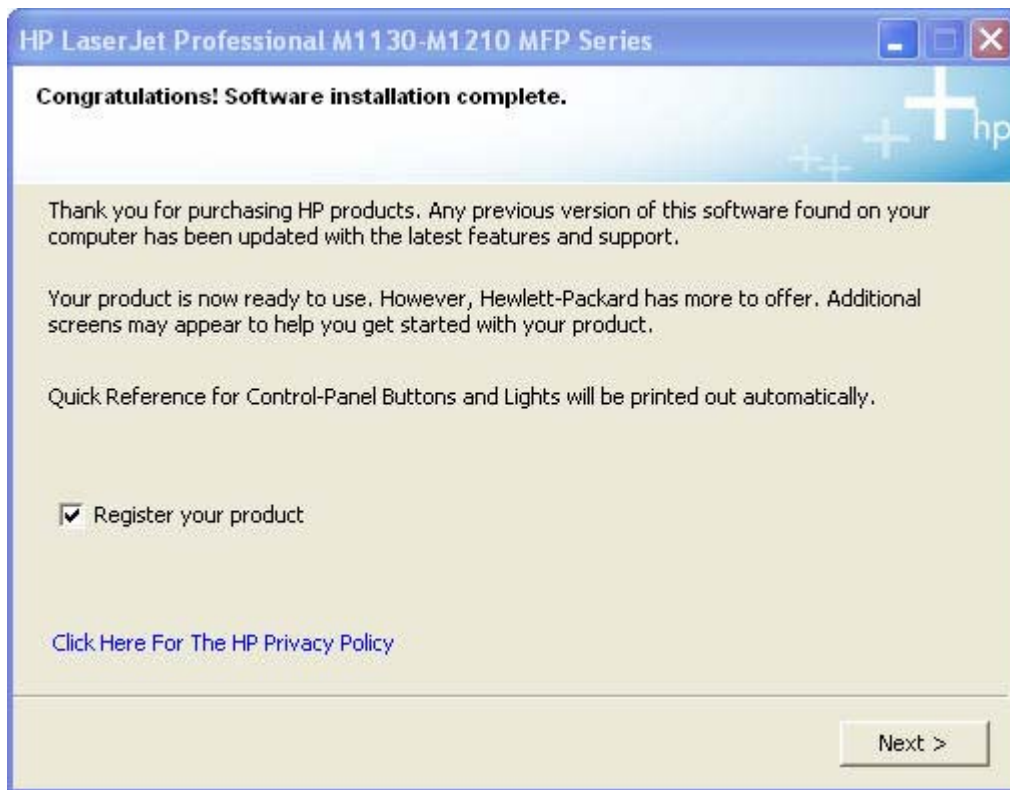 HP LaserJet Professional M1130-M1210 MFP Series
Congratulations! Software installation complete.
hp
Thank you for purchasing HP products. Any previous version of this software found on your
computer has been updated with the latest features and support.
Your product is now ready to use. However, Hewlett-Packard has more to offer. Additional
screens may appear to help you get started with your product.
Quick Reference for Control-Panel Buttons and Lights will be printed out automatically.
Register your product
Click Here For The HP Privacy Policy
Next >